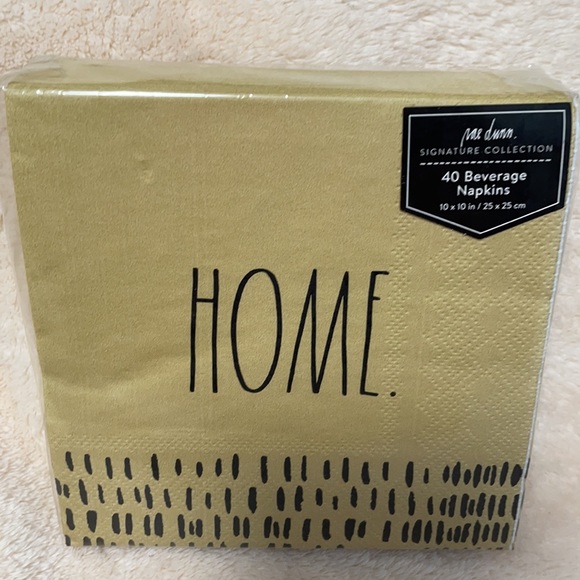 rae dunn.
SIGNATURE COLLECTION
40 Beverage
Napkins
10 x 10 in / 25 x 25 cm
HOME.